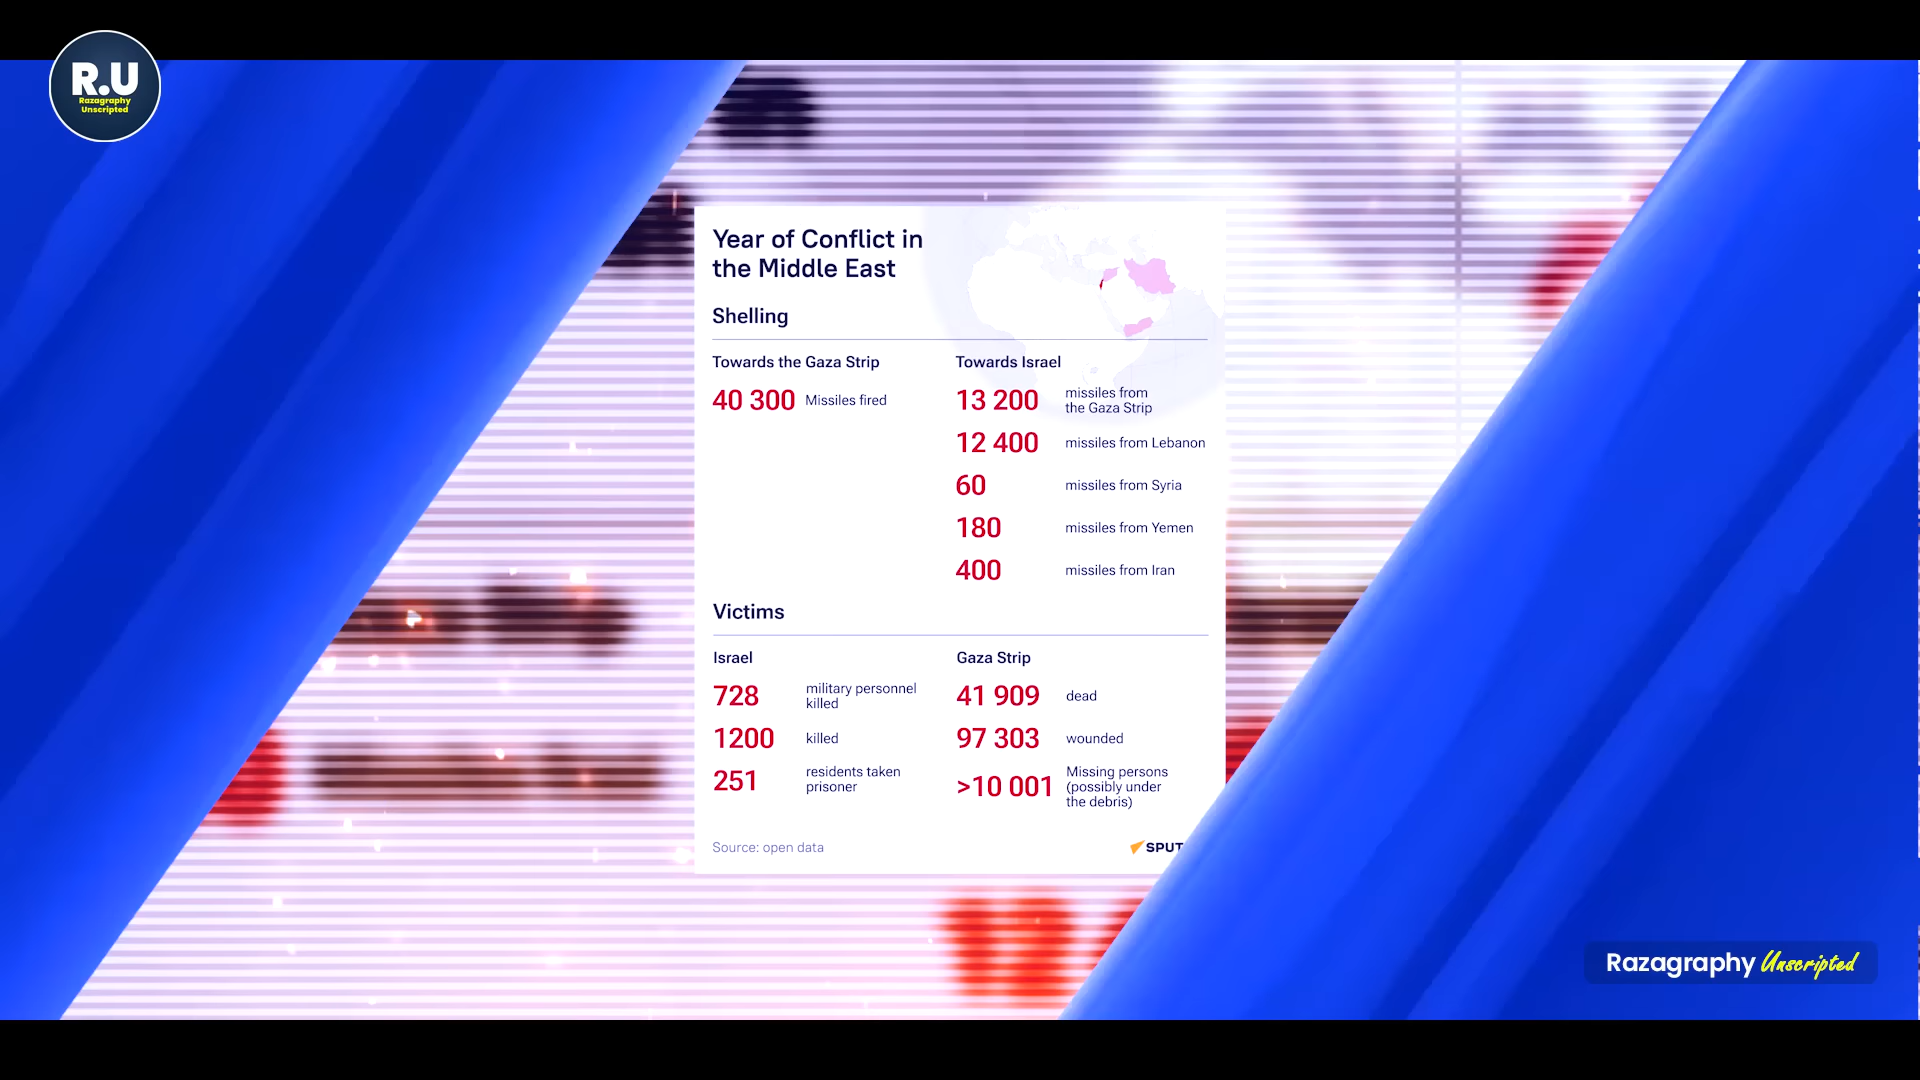 R.U
Razagraphy
Unscripted
Year of Conflict in
the Middle East
Shelling
Towards the Gaza Strip
40 300 Missiles fired
Towards Israel
13 200 missiles from
the Gaza Strip
12 400 missiles from Lebanon
60 missiles from Syria
180 missiles from Yemen
400 missiles from Iran
Victims
Israel
728 military personnel
killed
1200 killed
251 residents taken
prisoner
Gaza Strip
41 909 dead
97 303 wounded
>10 001 Missing persons
(possibly under
the debris)
Source: open data
SPUT
Razagraphy Unscripted